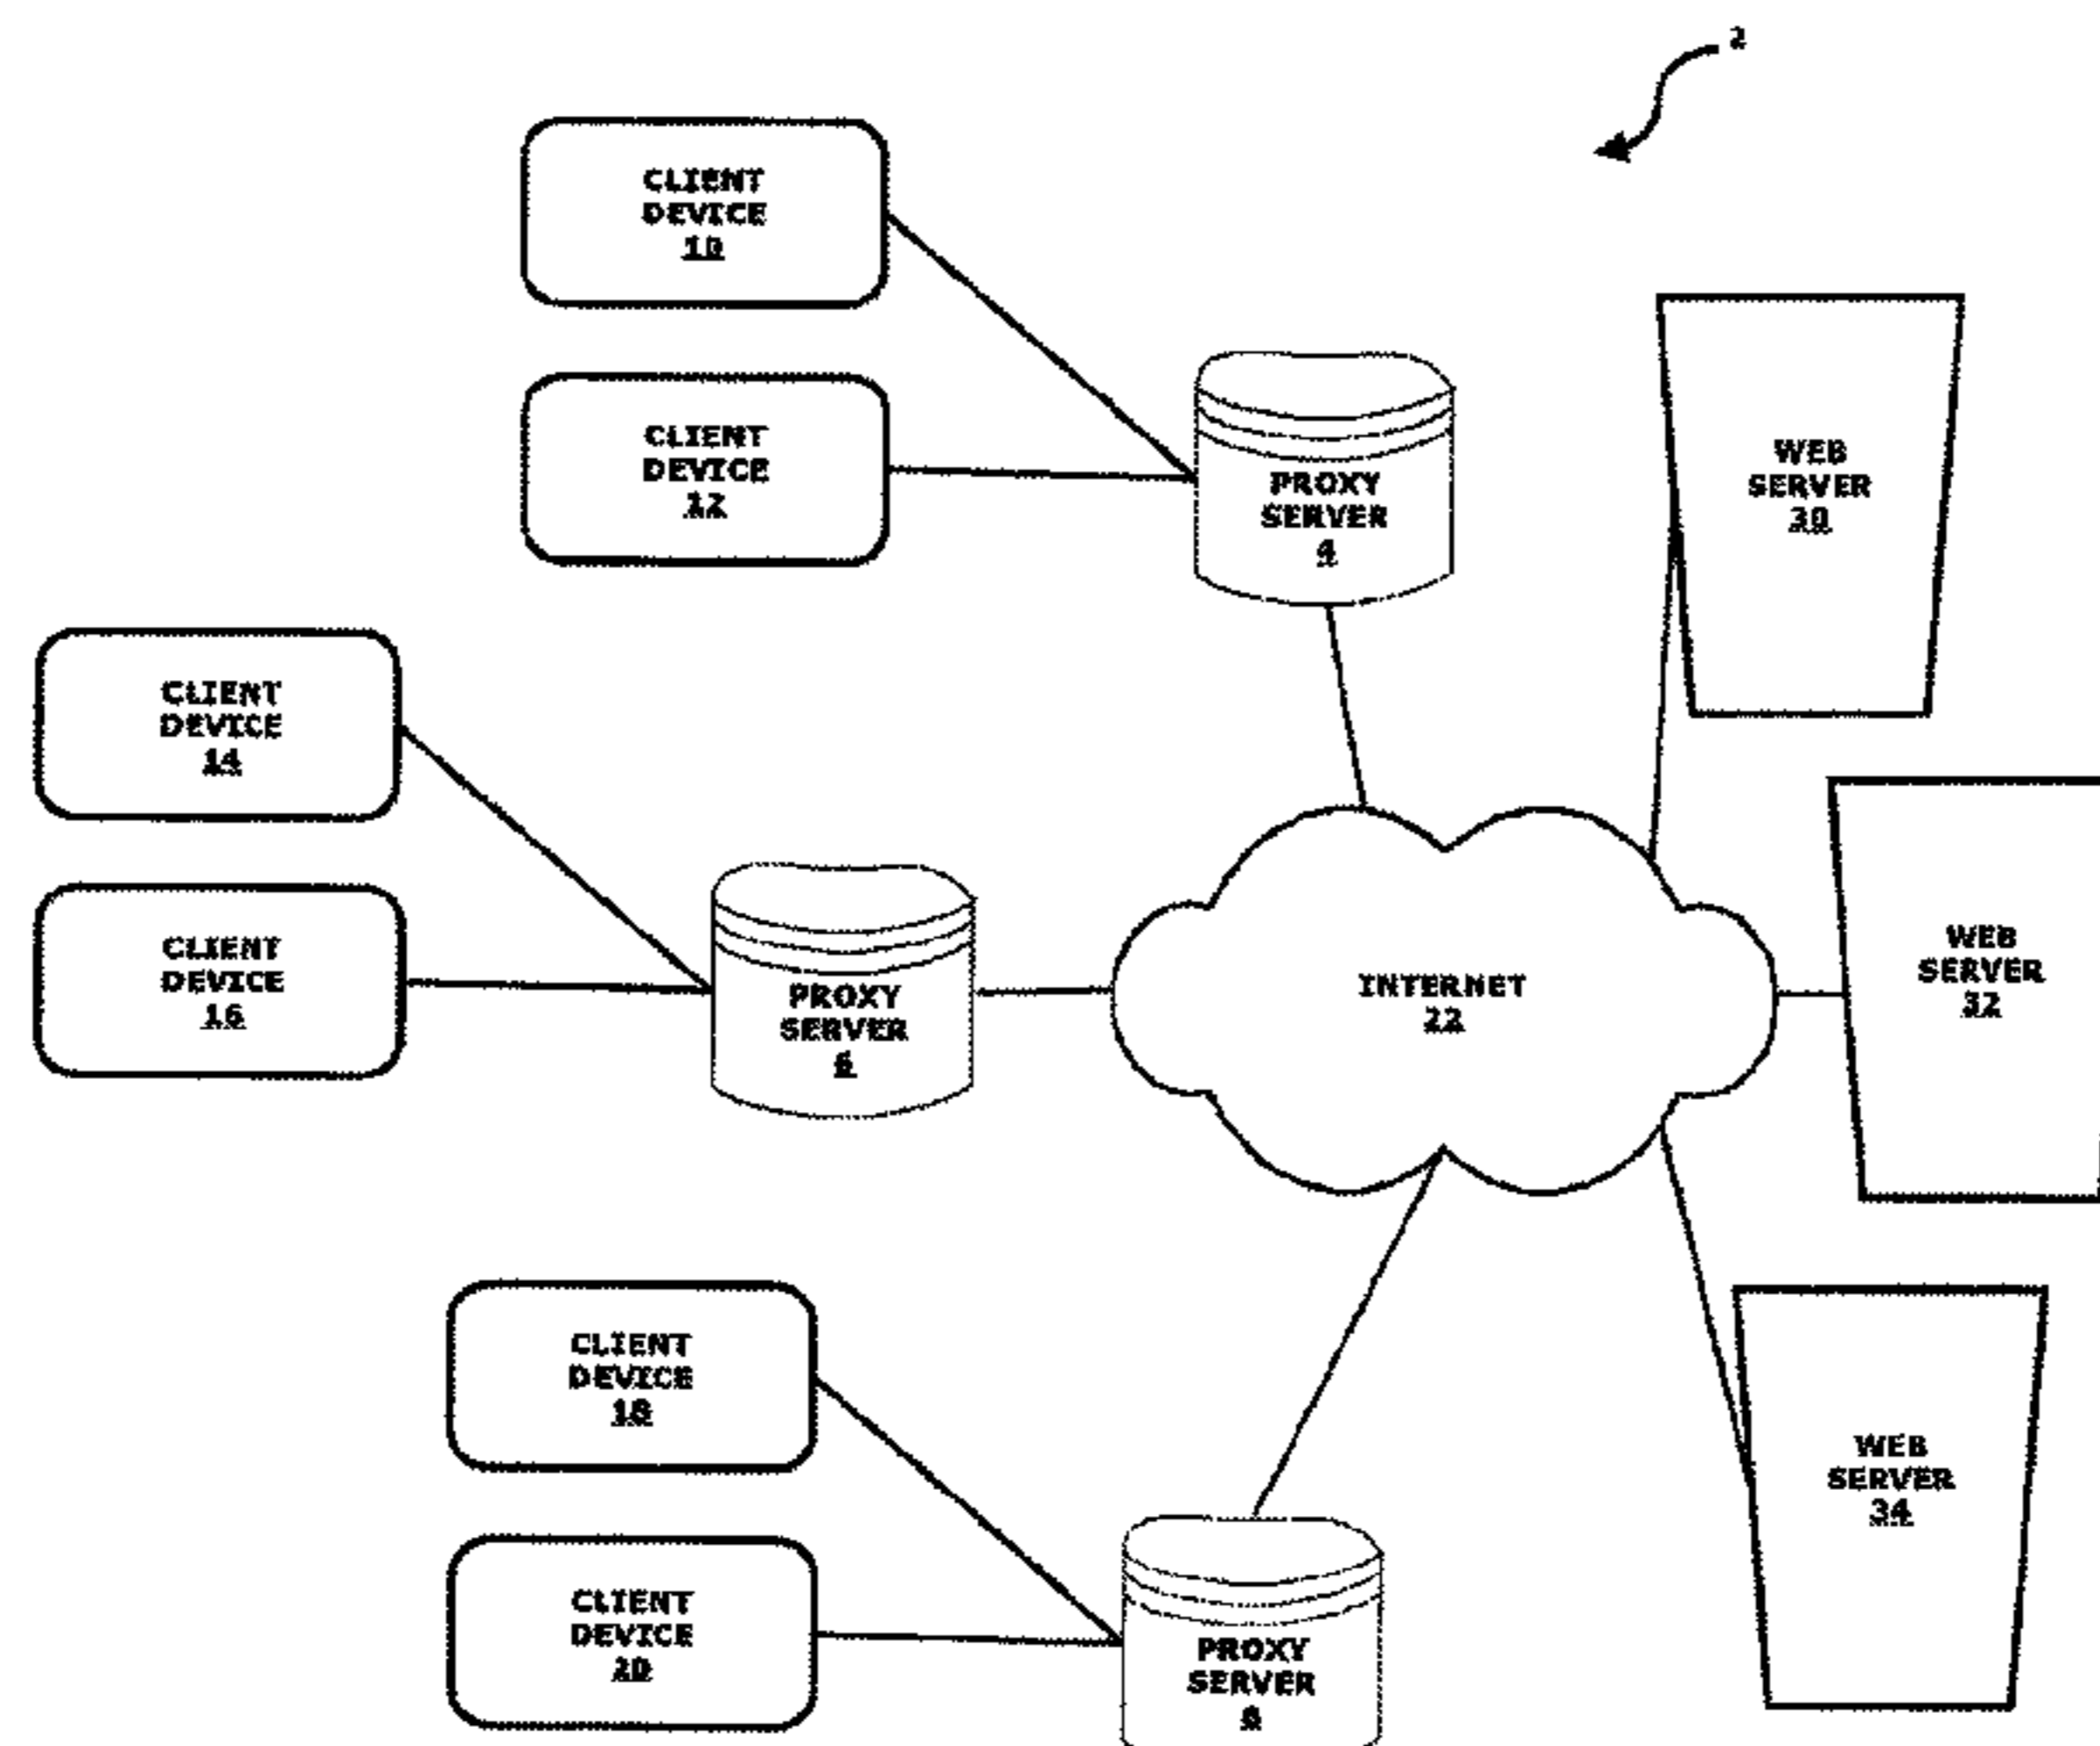 2
CLIENT
DEVICE
10
CLIENT
DEVICE
12
PROXY
SERVER
4
WEB
SERVER
30
CLIENT
DEVICE
14
CLIENT
DEVICE
16
PROXY
SERVER
6
INTERNET
22
WEB
SERVER
32
CLIENT
DEVICE
18
CLIENT
DEVICE
20
PROXY
SERVER
8
WEB
SERVER
34